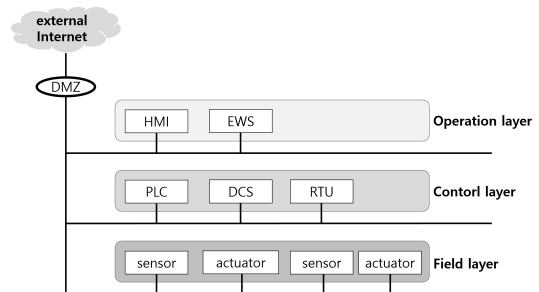 external
Internet
DMZ
HMI EWS Operation layer
PLC DCS RTU Contorl layer
sensor actuator sensor actuator Field layer